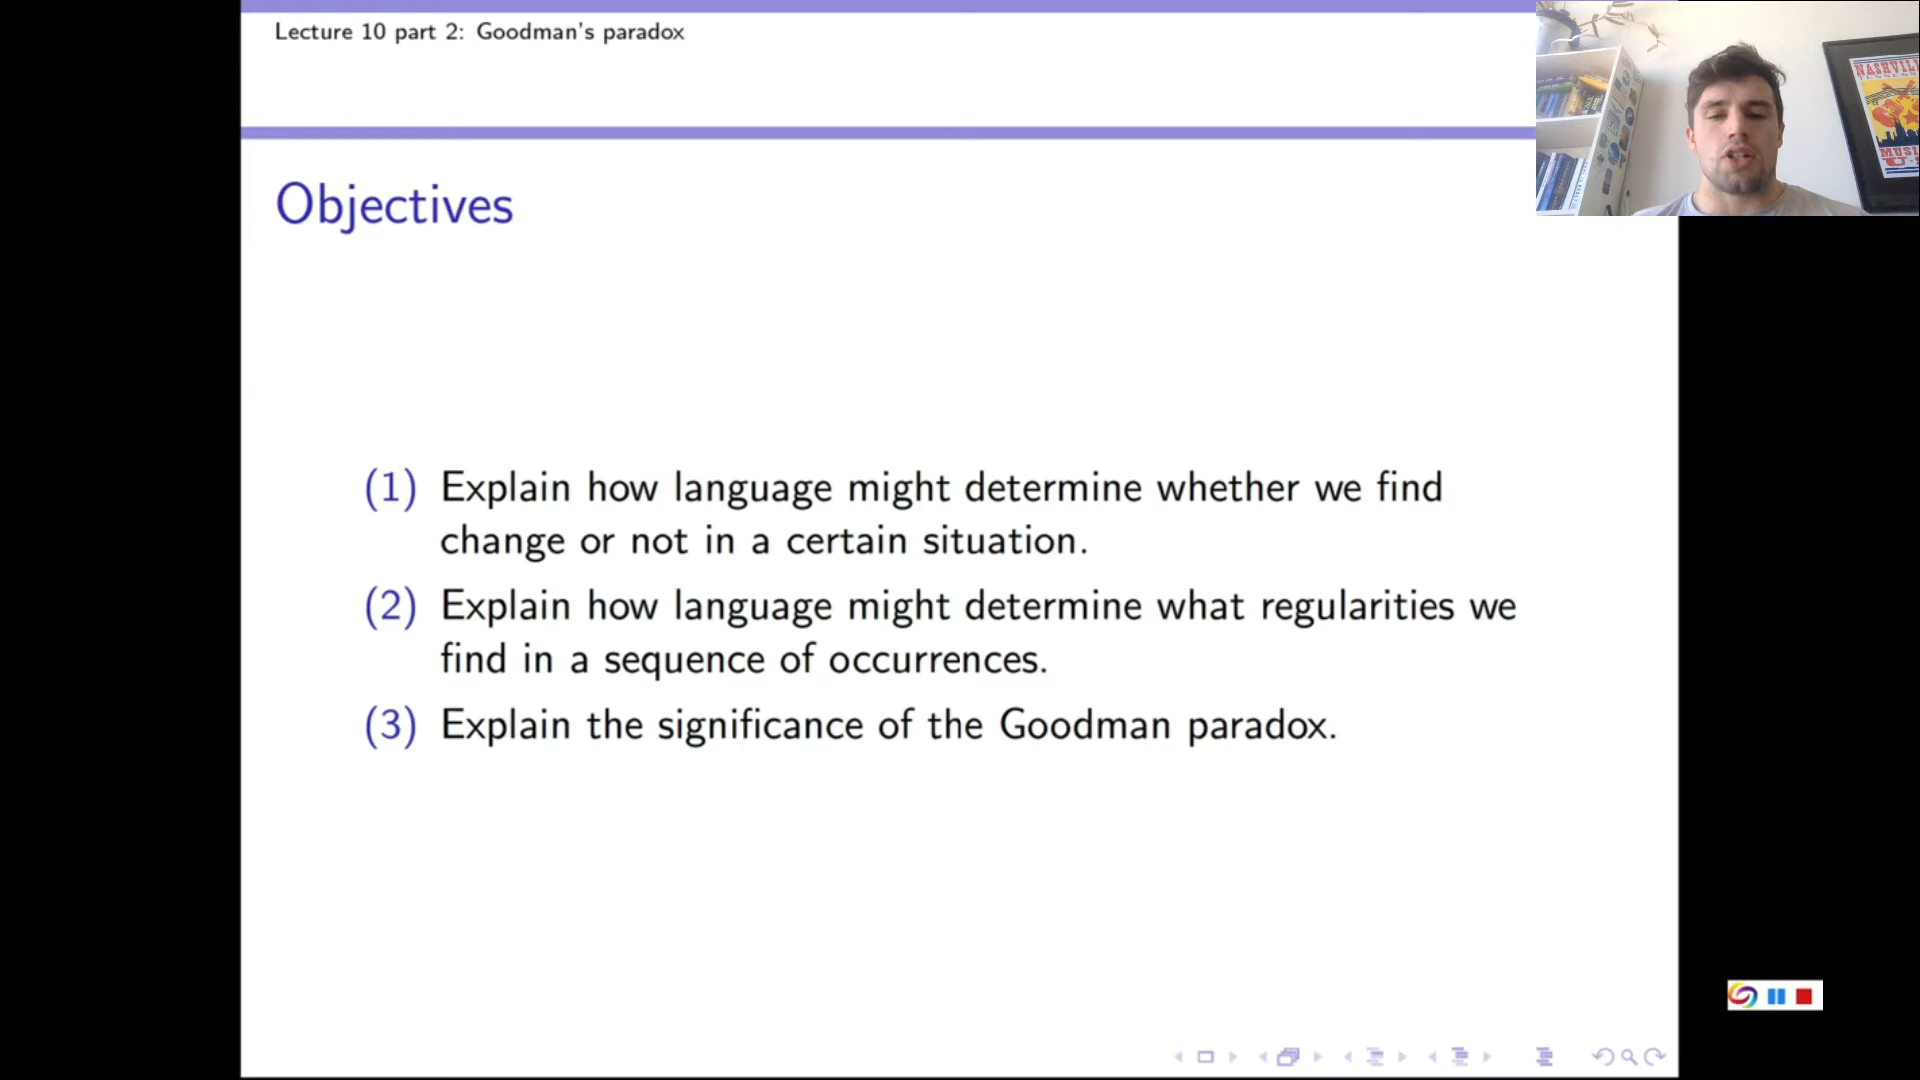 Lecture 10 part 2: Goodman's paradox
Objectives
(1) Explain how language might determine whether we find
change or not in a certain situation.
(2) Explain how language might determine what regularities we
find in a sequence of occurrences.
(3) Explain the significance of the Goodman paradox.
MUSI